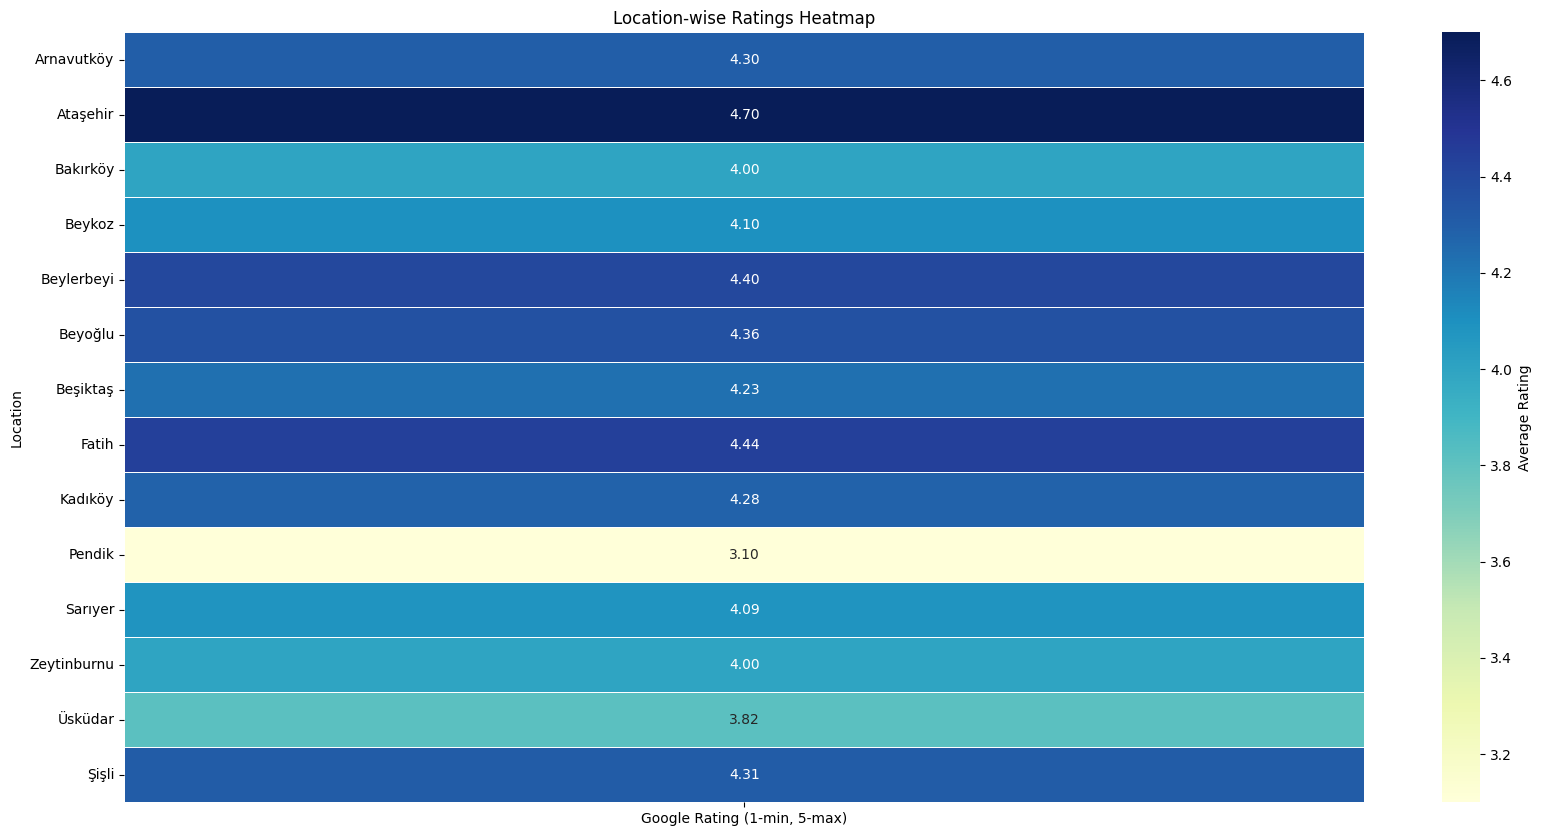 Location-wise Ratings Heatmap
Location
Arnavutköy 4.30
Ataşehir 4.70
Bakırköy 4.00
Beykoz 4.10
Beylerbeyi 4.40
Beyoğlu 4.36
Beşiktaş 4.23
Fatih 4.44
Kadıköy 4.28
Pendik 3.10
Sarıyer 4.09
Zeytinburnu 4.00
Üsküdar 3.82
Şişli 4.31
Google Rating (1-min, 5-max)
4.6
4.4
4.2
4.0
3.8
3.6
3.4
3.2
Average Rating